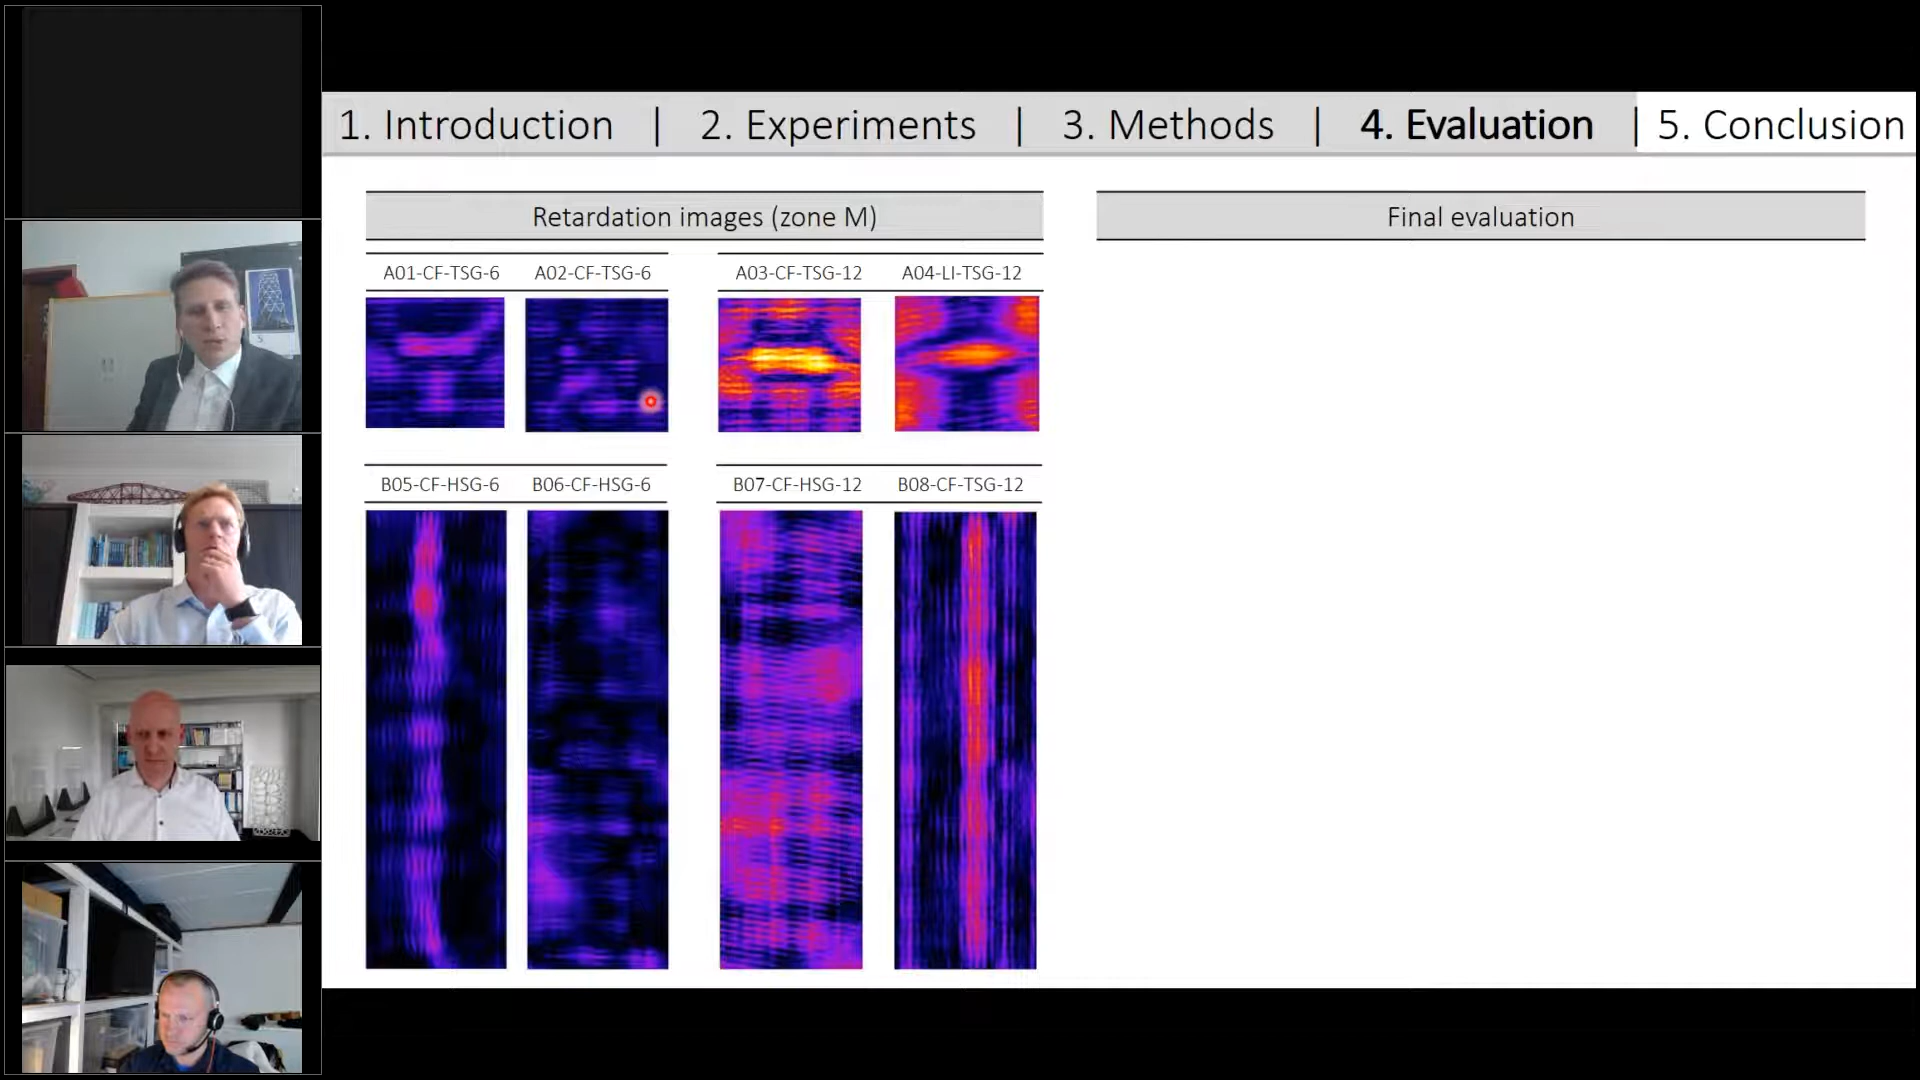 1. Introduction | 2. Experiments | 3. Methods | 4. Evaluation | 5. Conclusion
Retardation images (zone M)
Final evaluation
A01-CF-TSG-6 A02-CF-TSG-6 A03-CF-TSG-12 A04-LI-TSG-12
B05-CF-HSG-6 B06-CF-HSG-6 B07-CF-HSG-12 B08-CF-TSG-12